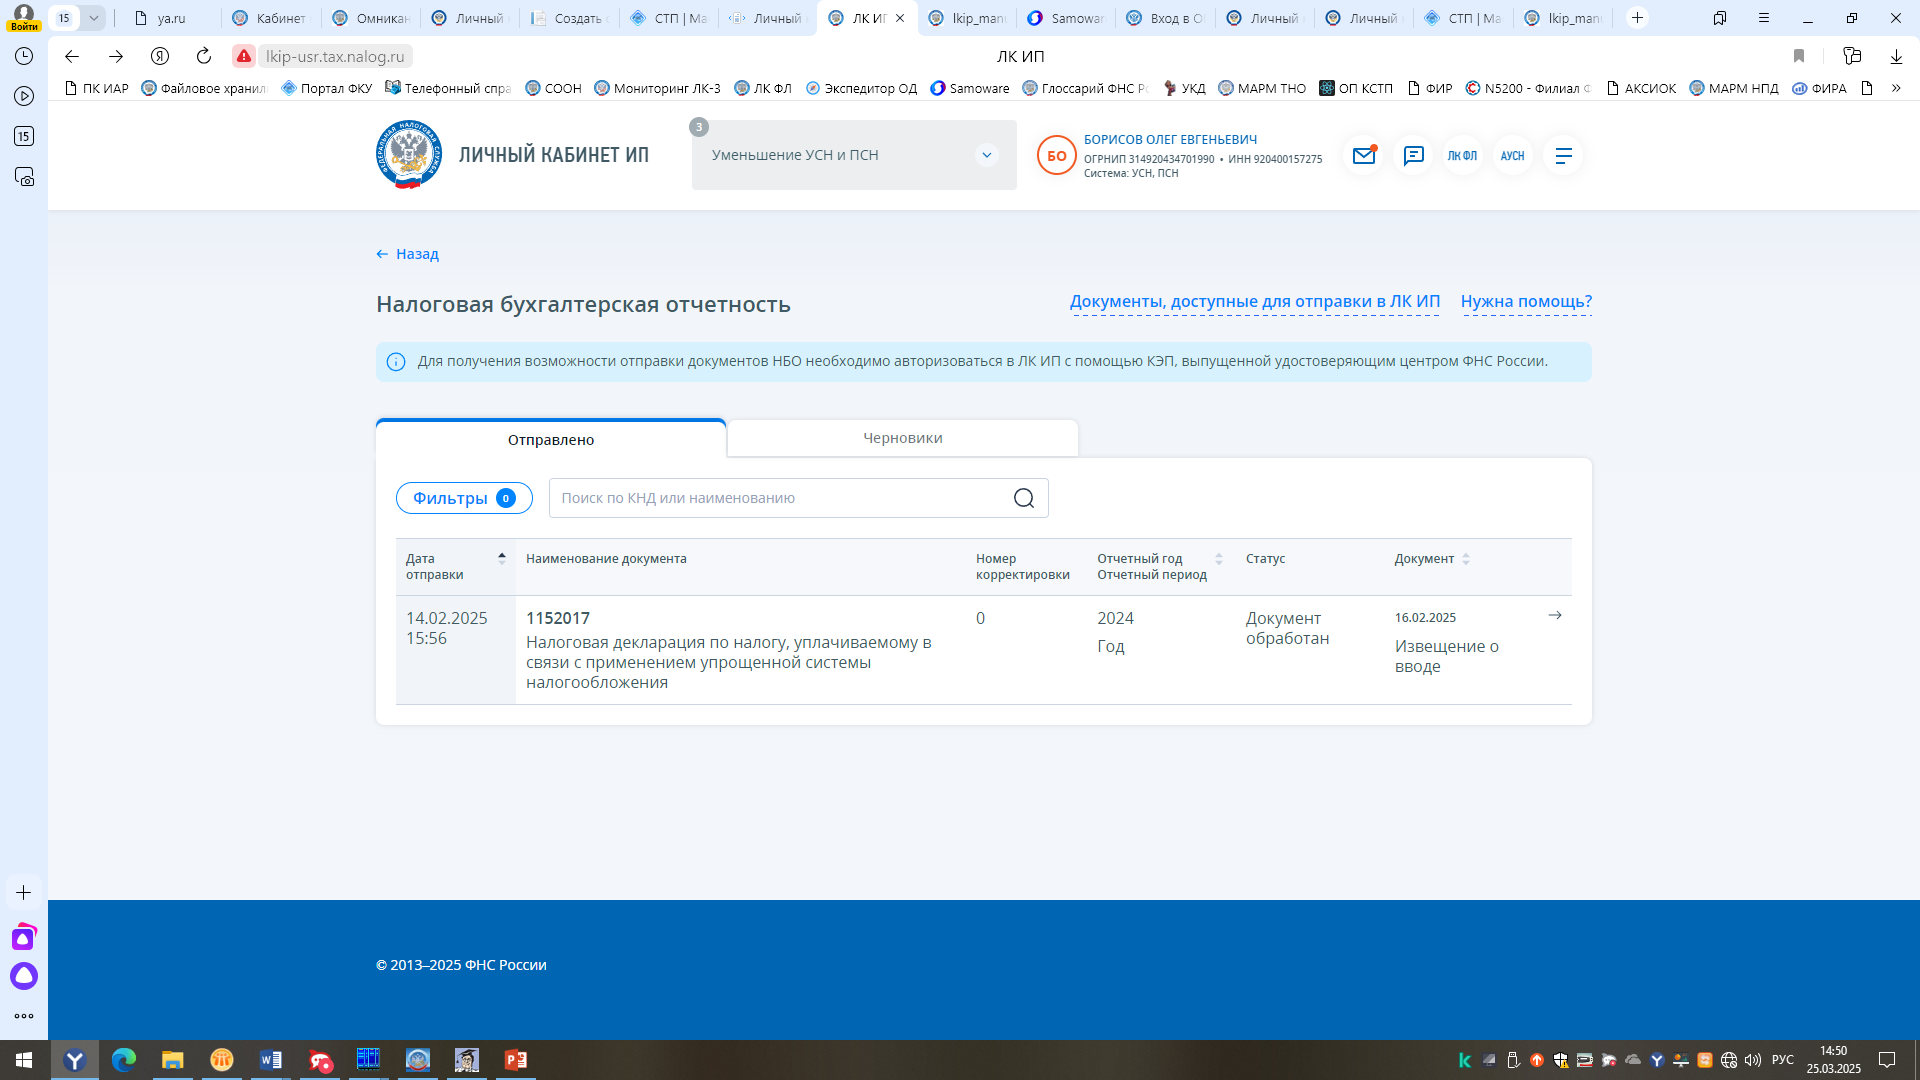 Войти
15
ya.ru
Кабинет
Омникан
Личный
Создать
СТП | Ма
Личный
ЛК ИП
lkip_man
Samowar
Вход в О
Личный
Личный
СТП | Ма
lkip_man
lkip-usr.tax.nalog.ru
ЛК ИП
15
ПК ИАР
Файловое хранил
Портал ФКУ
Телефонный спра
СООН
Мониторинг ЛК-3
ЛК ФЛ
Экспедитор ОД
Samoware
Глоссарий ФНС Р
УКД
МАРМ ТНО
ОП КСТП
ФИР
N5200 - Филиал Ф
АКСИОК
МАРМ НПД
ФИРА
»
ЛИЧНЫЙ КАБИНЕТ ИП
3
Уменьшение УСН и ПСН
БО
БОРИСОВ ОЛЕГ ЕВГЕНЬЕВИЧ
ОГРНИП 314920434701990 • ИНН 920400157275
Система: УСН, ПСН
ЛК ФЛ
АУСН
Назад
Налоговая бухгалтерская отчетность
Документы, доступные для отправки в ЛК ИП
Нужна помощь?
Для получения возможности отправки документов НБО необходимо авторизоваться в ЛК ИП с помощью КЭП, выпущенной удостоверяющим центром ФНС России.
Отправлено
Черновики
Фильтры 0
Поиск по КНД или наименованию
Дата
отправки
Наименование документа
Номер
корректировки
Отчетный год
Отчетный период
Статус
Документ
14.02.2025
15:56
1152017
Налоговая декларация по налогу, уплачиваемому в
связи с применением упрощенной системы
налогообложения
0
2024
Год
Документ
обработан
16.02.2025
Извещение о
вводе
© 2013–2025 ФНС России
РУС
14:50
25.03.2025